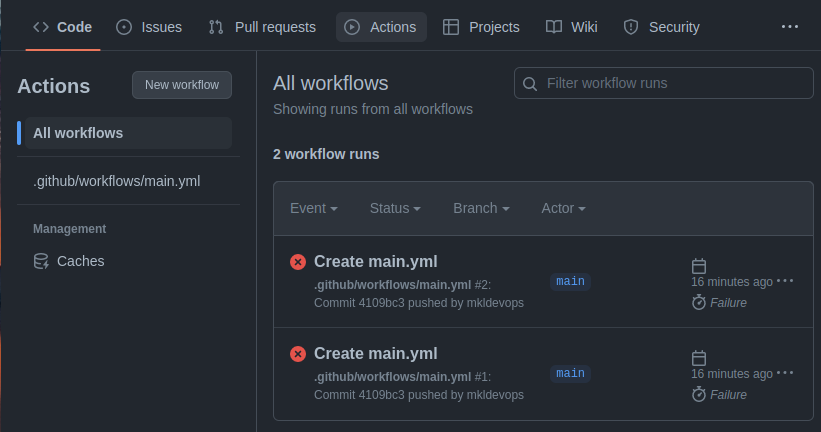 Code Issues Pull requests Actions Projects Wiki Security
Actions New workflow
All workflows
.github/workflows/main.yml
Management
Caches
All workflows
Filter workflow runs
Showing runs from all workflows
2 workflow runs
Event Status Branch Actor
Create main.yml
.github/workflows/main.yml #2:
Commit 4109bc3 pushed by mkldevops
main
16 minutes ago
Failure
Create main.yml
.github/workflows/main.yml #1:
Commit 4109bc3 pushed by mkldevops
main
16 minutes ago
Failure